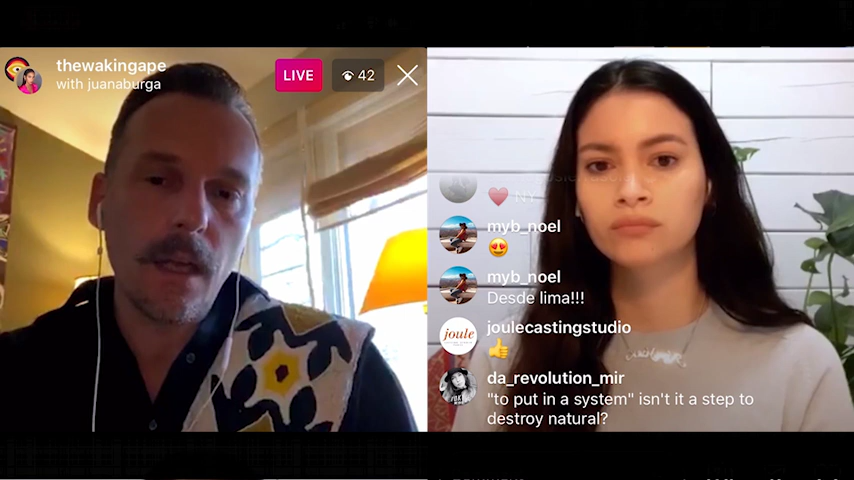 thewakingape
with juanaburga
LIVE
42
NY
myb_noel
myb_noel
Desde lima!!!
joule
joulecastingstudio
da_revolution_mir
"to put in a system" isn't it a step to
destroy natural?